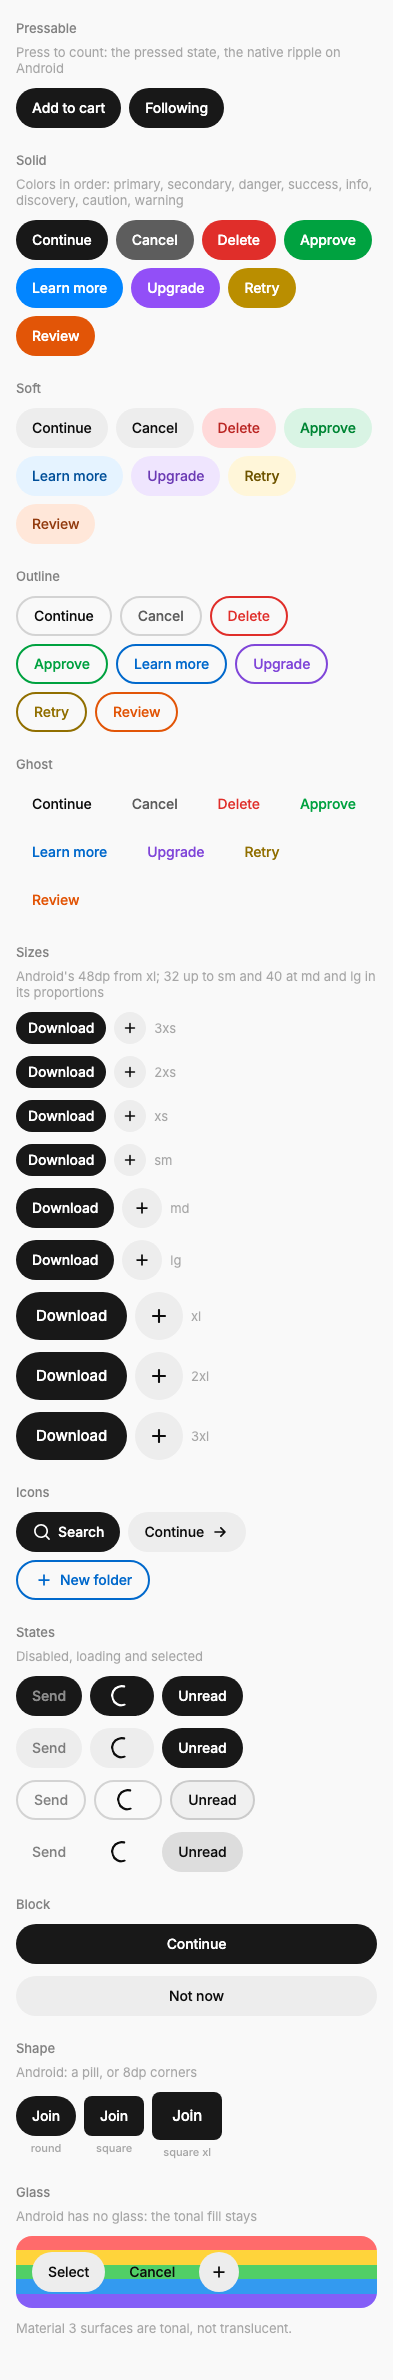 Pressable
Press to count: the pressed state, the native ripple on
Android
Add to cart Following
Solid
Colors in order: primary, secondary, danger, success, info,
discovery, caution, warning
Continue Cancel Delete Approve
Learn more Upgrade Retry
Review
Soft
Continue Cancel Delete Approve
Learn more Upgrade Retry
Review
Outline
Continue Cancel Delete
Approve Learn more Upgrade
Retry Review
Ghost
Continue Cancel Delete Approve
Learn more Upgrade Retry
Review
Sizes
Android's 48dp from xl; 32 up to sm and 40 at md and lg in
its proportions
Download + 3xs
Download + 2xs
Download + xs
Download + sm
Download + md
Download + lg
Download + xl
Download + 2xl
Download + 3xl
Icons
Search Continue →
+ New folder
States
Disabled, loading and selected
Send Unread
Send Unread
Send Unread
Send Unread
Block
Continue
Not now
Shape
Android: a pill, or 8dp corners
Join Join Join
round square square xl
Glass
Android has no glass: the tonal fill stays
Select Cancel +
Material 3 surfaces are tonal, not translucent.